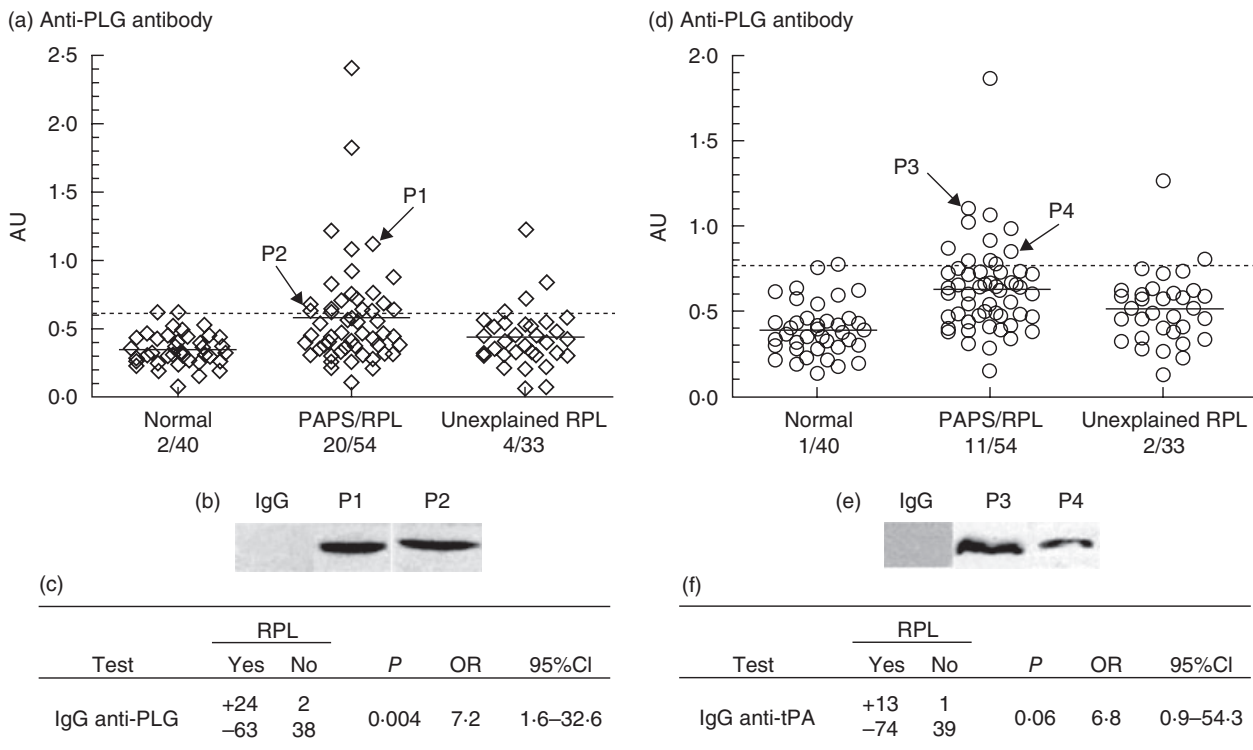 (a) Anti-PLG antibody
2·5
2·0
1·5
1·0
0·5
0·0
AU
P1
P2
Normal
2/40
PAPS/RPL
20/54
Unexplained RPL
4/33
(b) IgG P1 P2
(c)
RPL
Test Yes No P OR 95%CI
IgG anti-PLG +24 2 0·004 7·2 1·6–32·6
–63 38
(d) Anti-PLG antibody
2·0
1·5
1·0
0·5
0·0
AU
P3
P4
Normal
1/40
PAPS/RPL
11/54
Unexplained RPL
2/33
(e) IgG P3 P4
(f)
RPL
Test Yes No P OR 95%CI
IgG anti-tPA +13 1 0·06 6·8 0·9–54·3
–74 39